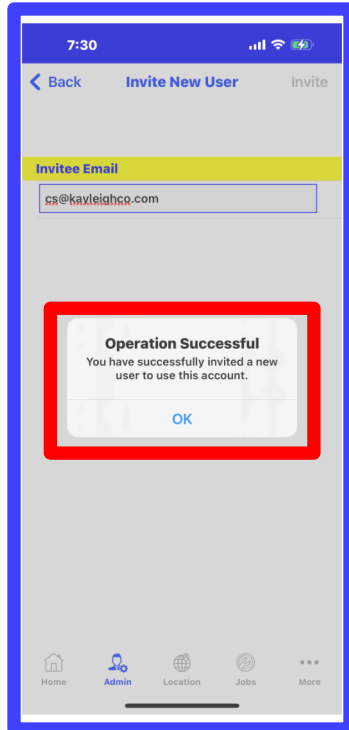 7:30
Back Invite New User Invite
Invitee Email
cs@kayleighco.com
Operation Successful
You have successfully invited a new
user to use this account.
OK
Home Admin Location Jobs More